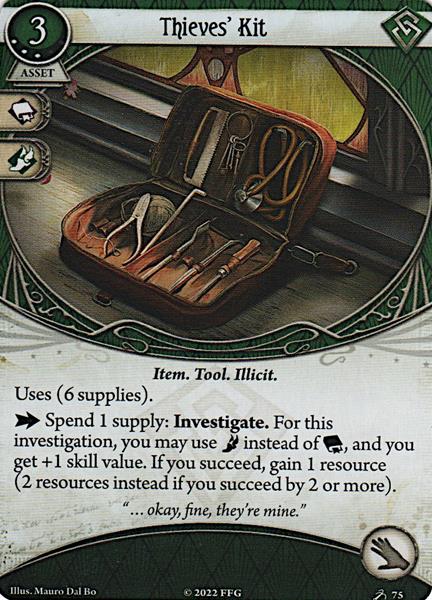 3
Thieves' Kit
ASSET
Item. Tool. Illicit.
Uses (6 supplies).
Spend 1 supply: Investigate. For this
investigation, you may use instead of , and you
get +1 skill value. If you succeed, gain 1 resource
(2 resources instead if you succeed by 2 or more).
“… okay, fine, they're mine.”
Illus. Mauro Dal Bo
© 2022 FFG
75